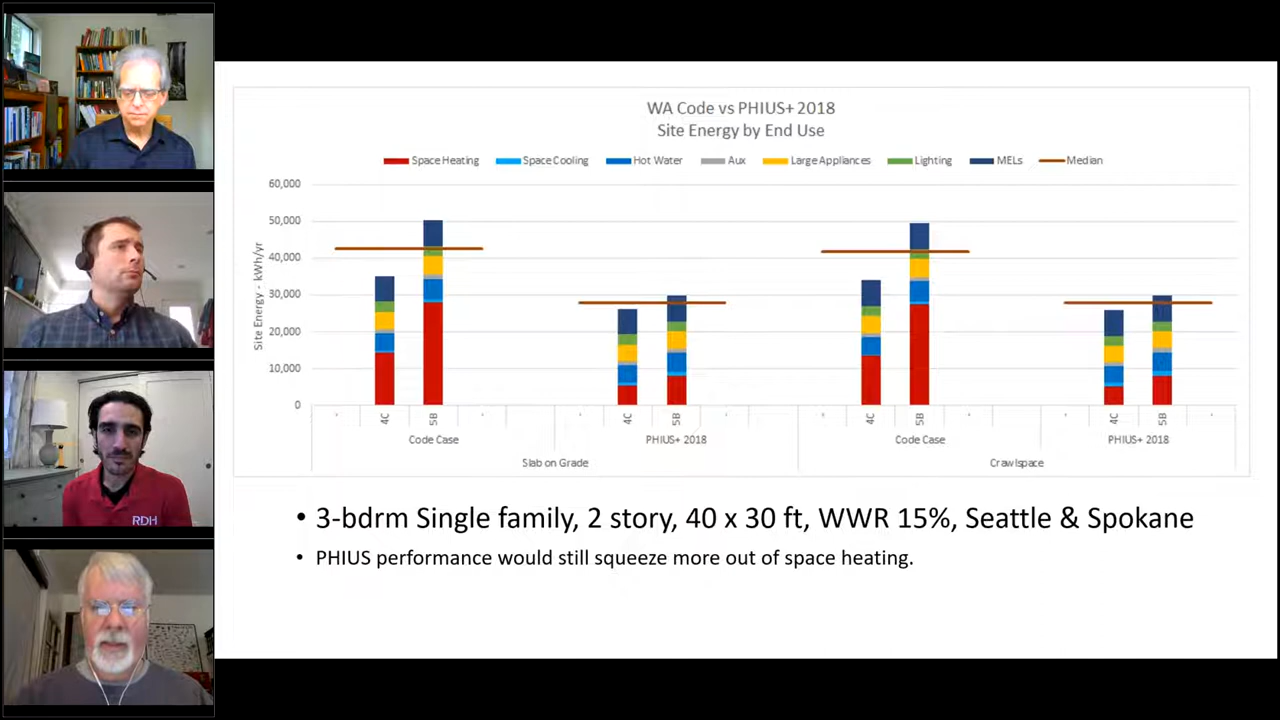 RDH
WA Code vs PHIUS+ 2018
Site Energy by End Use
Space Heating Space Cooling Hot Water Aux Large Appliances Lighting MELs Median
Site Energy - kWh/yr
60,000
50,000
40,000
30,000
20,000
10,000
0
4C 5B 4C 5B 4C 5B 4C 5B
Code Case PHIUS+ 2018 Code Case PHIUS+ 2018
Slab on Grade Crawlspace
• 3-bdrm Single family, 2 story, 40 x 30 ft, WWR 15%, Seattle & Spokane
• PHIUS performance would still squeeze more out of space heating.